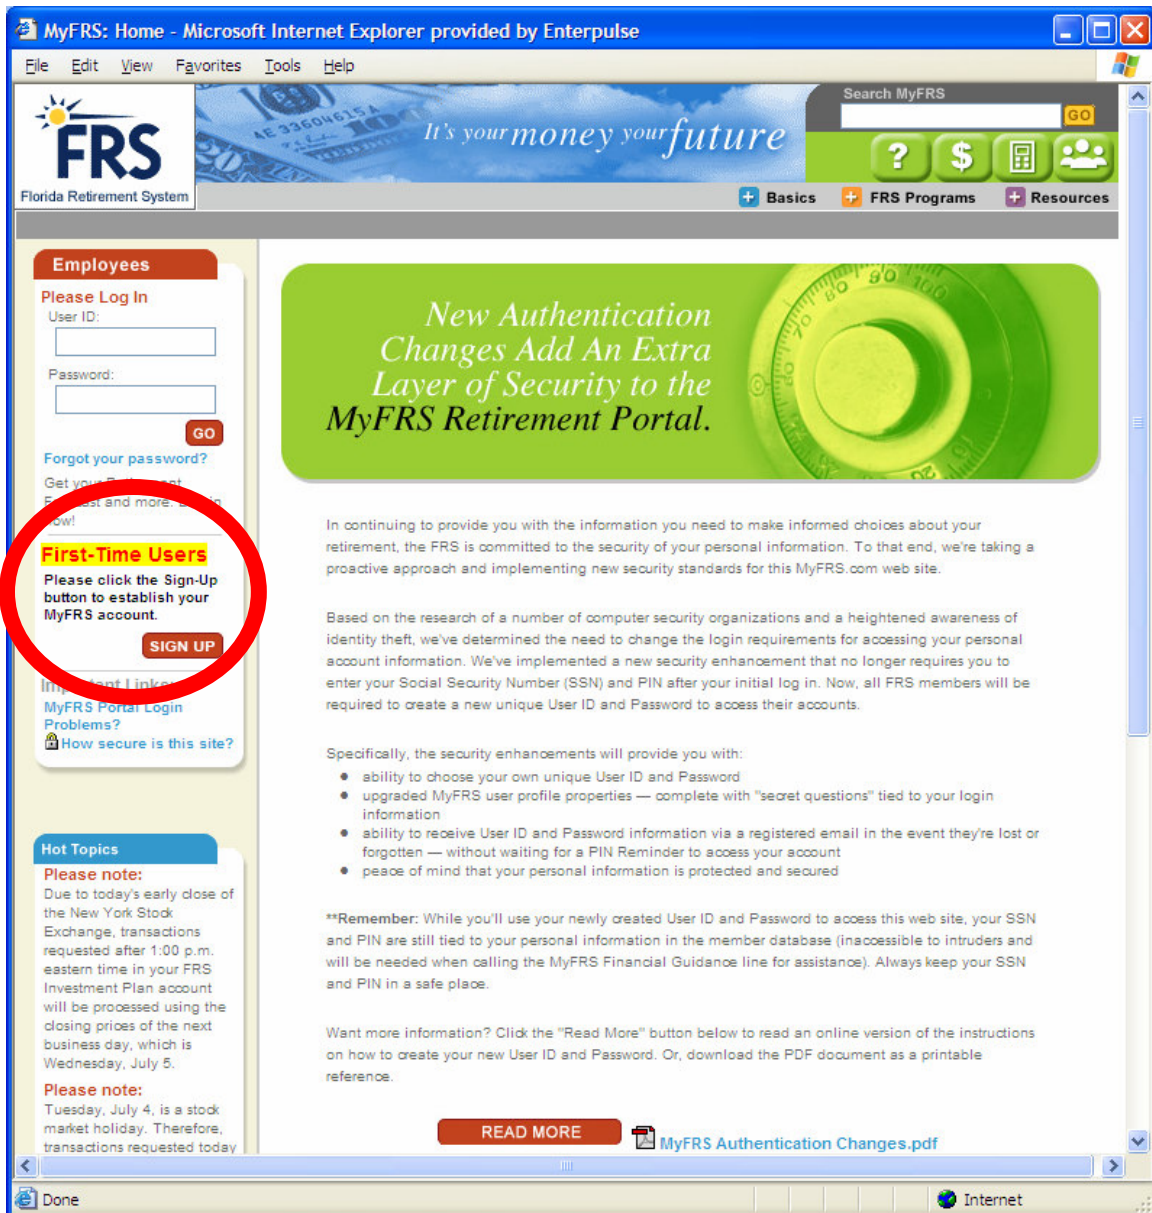 MyFRS: Home - Microsoft Internet Explorer provided by Enterpulse
File Edit View Favorites Tools Help
FRS
Florida Retirement System
It's your money your future
Search MyFRS
GO
? $
Basics FRS Programs Resources
Employees
Please Log In
User ID:
Password:
GO
Forgot your password?
Get your
and more.
now!
First-Time Users
Please click the Sign-Up
button to establish your
MyFRS account.
SIGN UP
Important Links
MyFRS Portal Login
Problems?
How secure is this site?
Hot Topics
Please note:
Due to today's early close of
the New York Stock
Exchange, transactions
requested after 1:00 p.m.
eastern time in your FRS
Investment Plan account
will be processed using the
closing prices of the next
business day, which is
Wednesday, July 5.
Please note:
Tuesday, July 4, is a stock
market holiday. Therefore,
transactions requested today
New Authentication
Changes Add An Extra
Layer of Security to the
MyFRS Retirement Portal.
70 80 90 100
In continuing to provide you with the information you need to make informed choices about your
retirement, the FRS is committed to the security of your personal information. To that end, we're taking a
proactive approach and implementing new security standards for this MyFRS.com web site.
Based on the research of a number of computer security organizations and a heightened awareness of
identity theft, we've determined the need to change the login requirements for accessing your personal
account information. We've implemented a new security enhancement that no longer requires you to
enter your Social Security Number (SSN) and PIN after your initial log in. Now, all FRS members will be
required to create a new unique User ID and Password to access their accounts.
Specifically, the security enhancements will provide you with:
● ability to choose your own unique User ID and Password
● upgraded MyFRS user profile properties — complete with "secret questions" tied to your login
information
● ability to receive User ID and Password information via a registered email in the event they're lost or
forgotten — without waiting for a PIN Reminder to access your account
● peace of mind that your personal information is protected and secured
**Remember: While you'll use your newly created User ID and Password to access this web site, your SSN
and PIN are still tied to your personal information in the member database (inaccessible to intruders and
will be needed when calling the MyFRS Financial Guidance line for assistance). Always keep your SSN
and PIN in a safe place.
Want more information? Click the "Read More" button below to read an online version of the instructions
on how to create your new User ID and Password. Or, download the PDF document as a printable
reference.
READ MORE
MyFRS Authentication Changes.pdf
Done
Internet